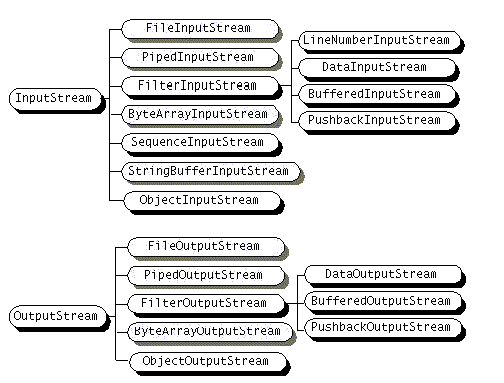 FileInputStream
PipedInputStream
FilterInputStream
LineNumberInputStream
DataInputStream
BufferedInputStream
PushbackInputStream
InputStream
ByteArrayInputStream
SequenceInputStream
StringBufferInputStream
ObjectInputStream
FileOutputStream
PipedOutputStream
FilterOutputStream
DataOutputStream
BufferedOutputStream
PushbackOutputStream
OutputStream
ByteArrayOutputStream
ObjectOutputStream